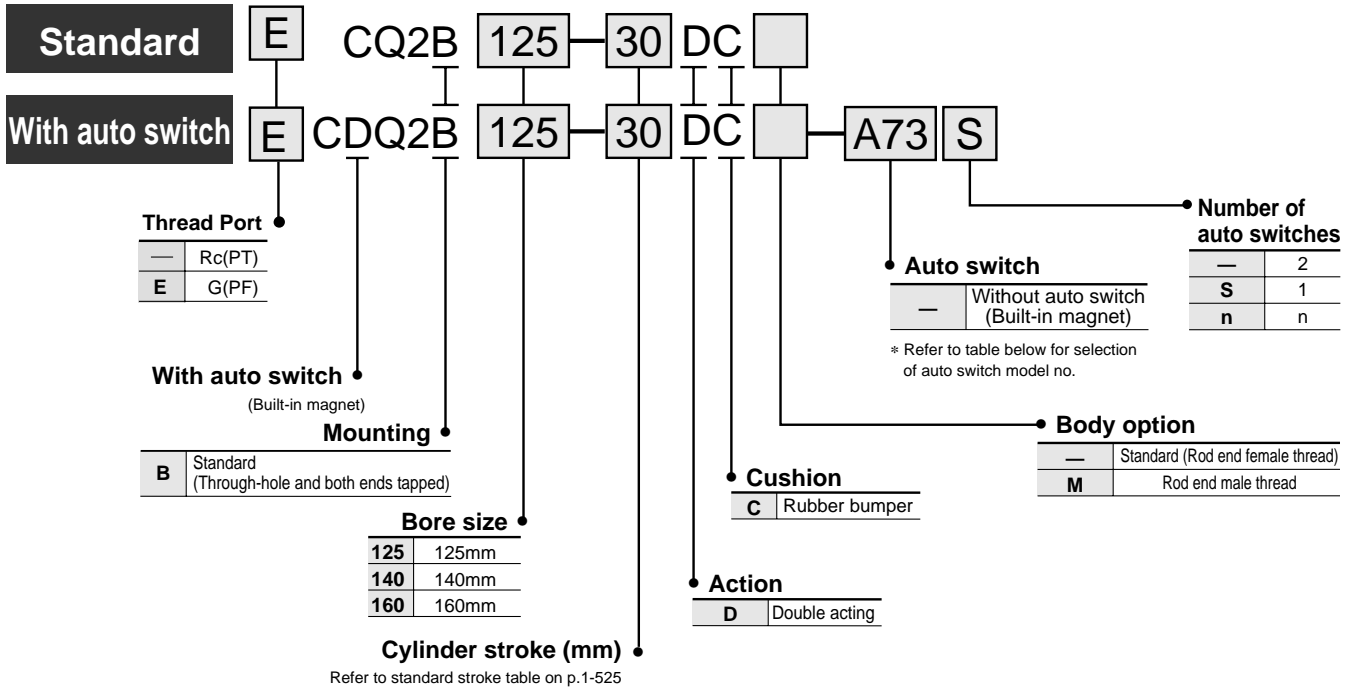 Standard E CQ2B 125 — 30 DC
With auto switch E CDQ2B 125 — 30 DC — A73 S
Thread Port
— Rc(PT)
E G(PF)
Number of
auto switches
— 2
S 1
n n
Auto switch
— Without auto switch
(Built-in magnet)
* Refer to table below for selection
of auto switch model no.
With auto switch
(Built-in magnet)
Mounting
B Standard
(Through-hole and both ends tapped)
Body option
— Standard (Rod end female thread)
M Rod end male thread
Cushion
C Rubber bumper
Bore size
125 125mm
140 140mm
160 160mm
Action
D Double acting
Cylinder stroke (mm)
Refer to standard stroke table on p.1-525